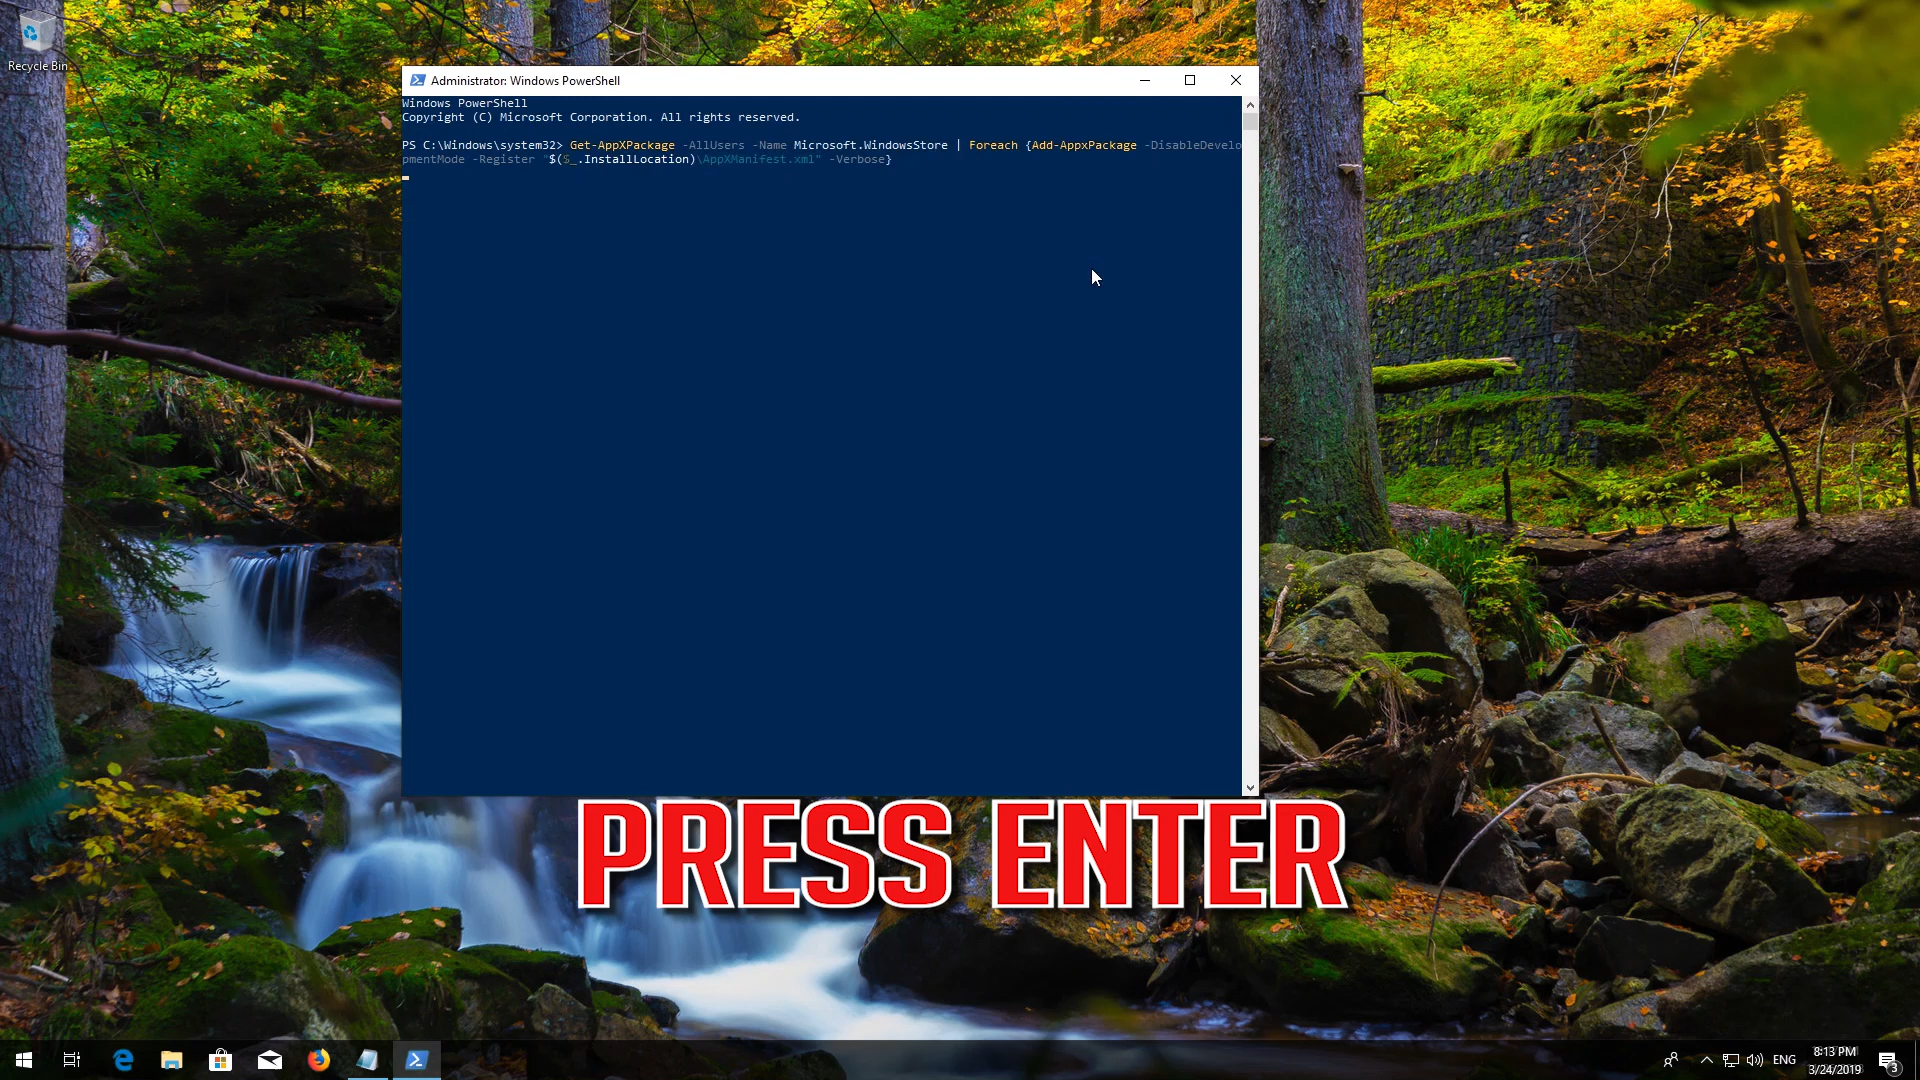 Recycle Bin
Administrator: Windows PowerShell
Windows PowerShell
Copyright (C) Microsoft Corporation. All rights reserved.
PS C:\Windows\system32> Get-AppXPackage -AllUsers -Name Microsoft.WindowsStore | Foreach {Add-AppxPackage -DisableDevelo
pmentMode -Register "$($_.InstallLocation)\AppXManifest.xml" -Verbose}
PRESS ENTER
ENG
8:13 PM
3/24/2019
3